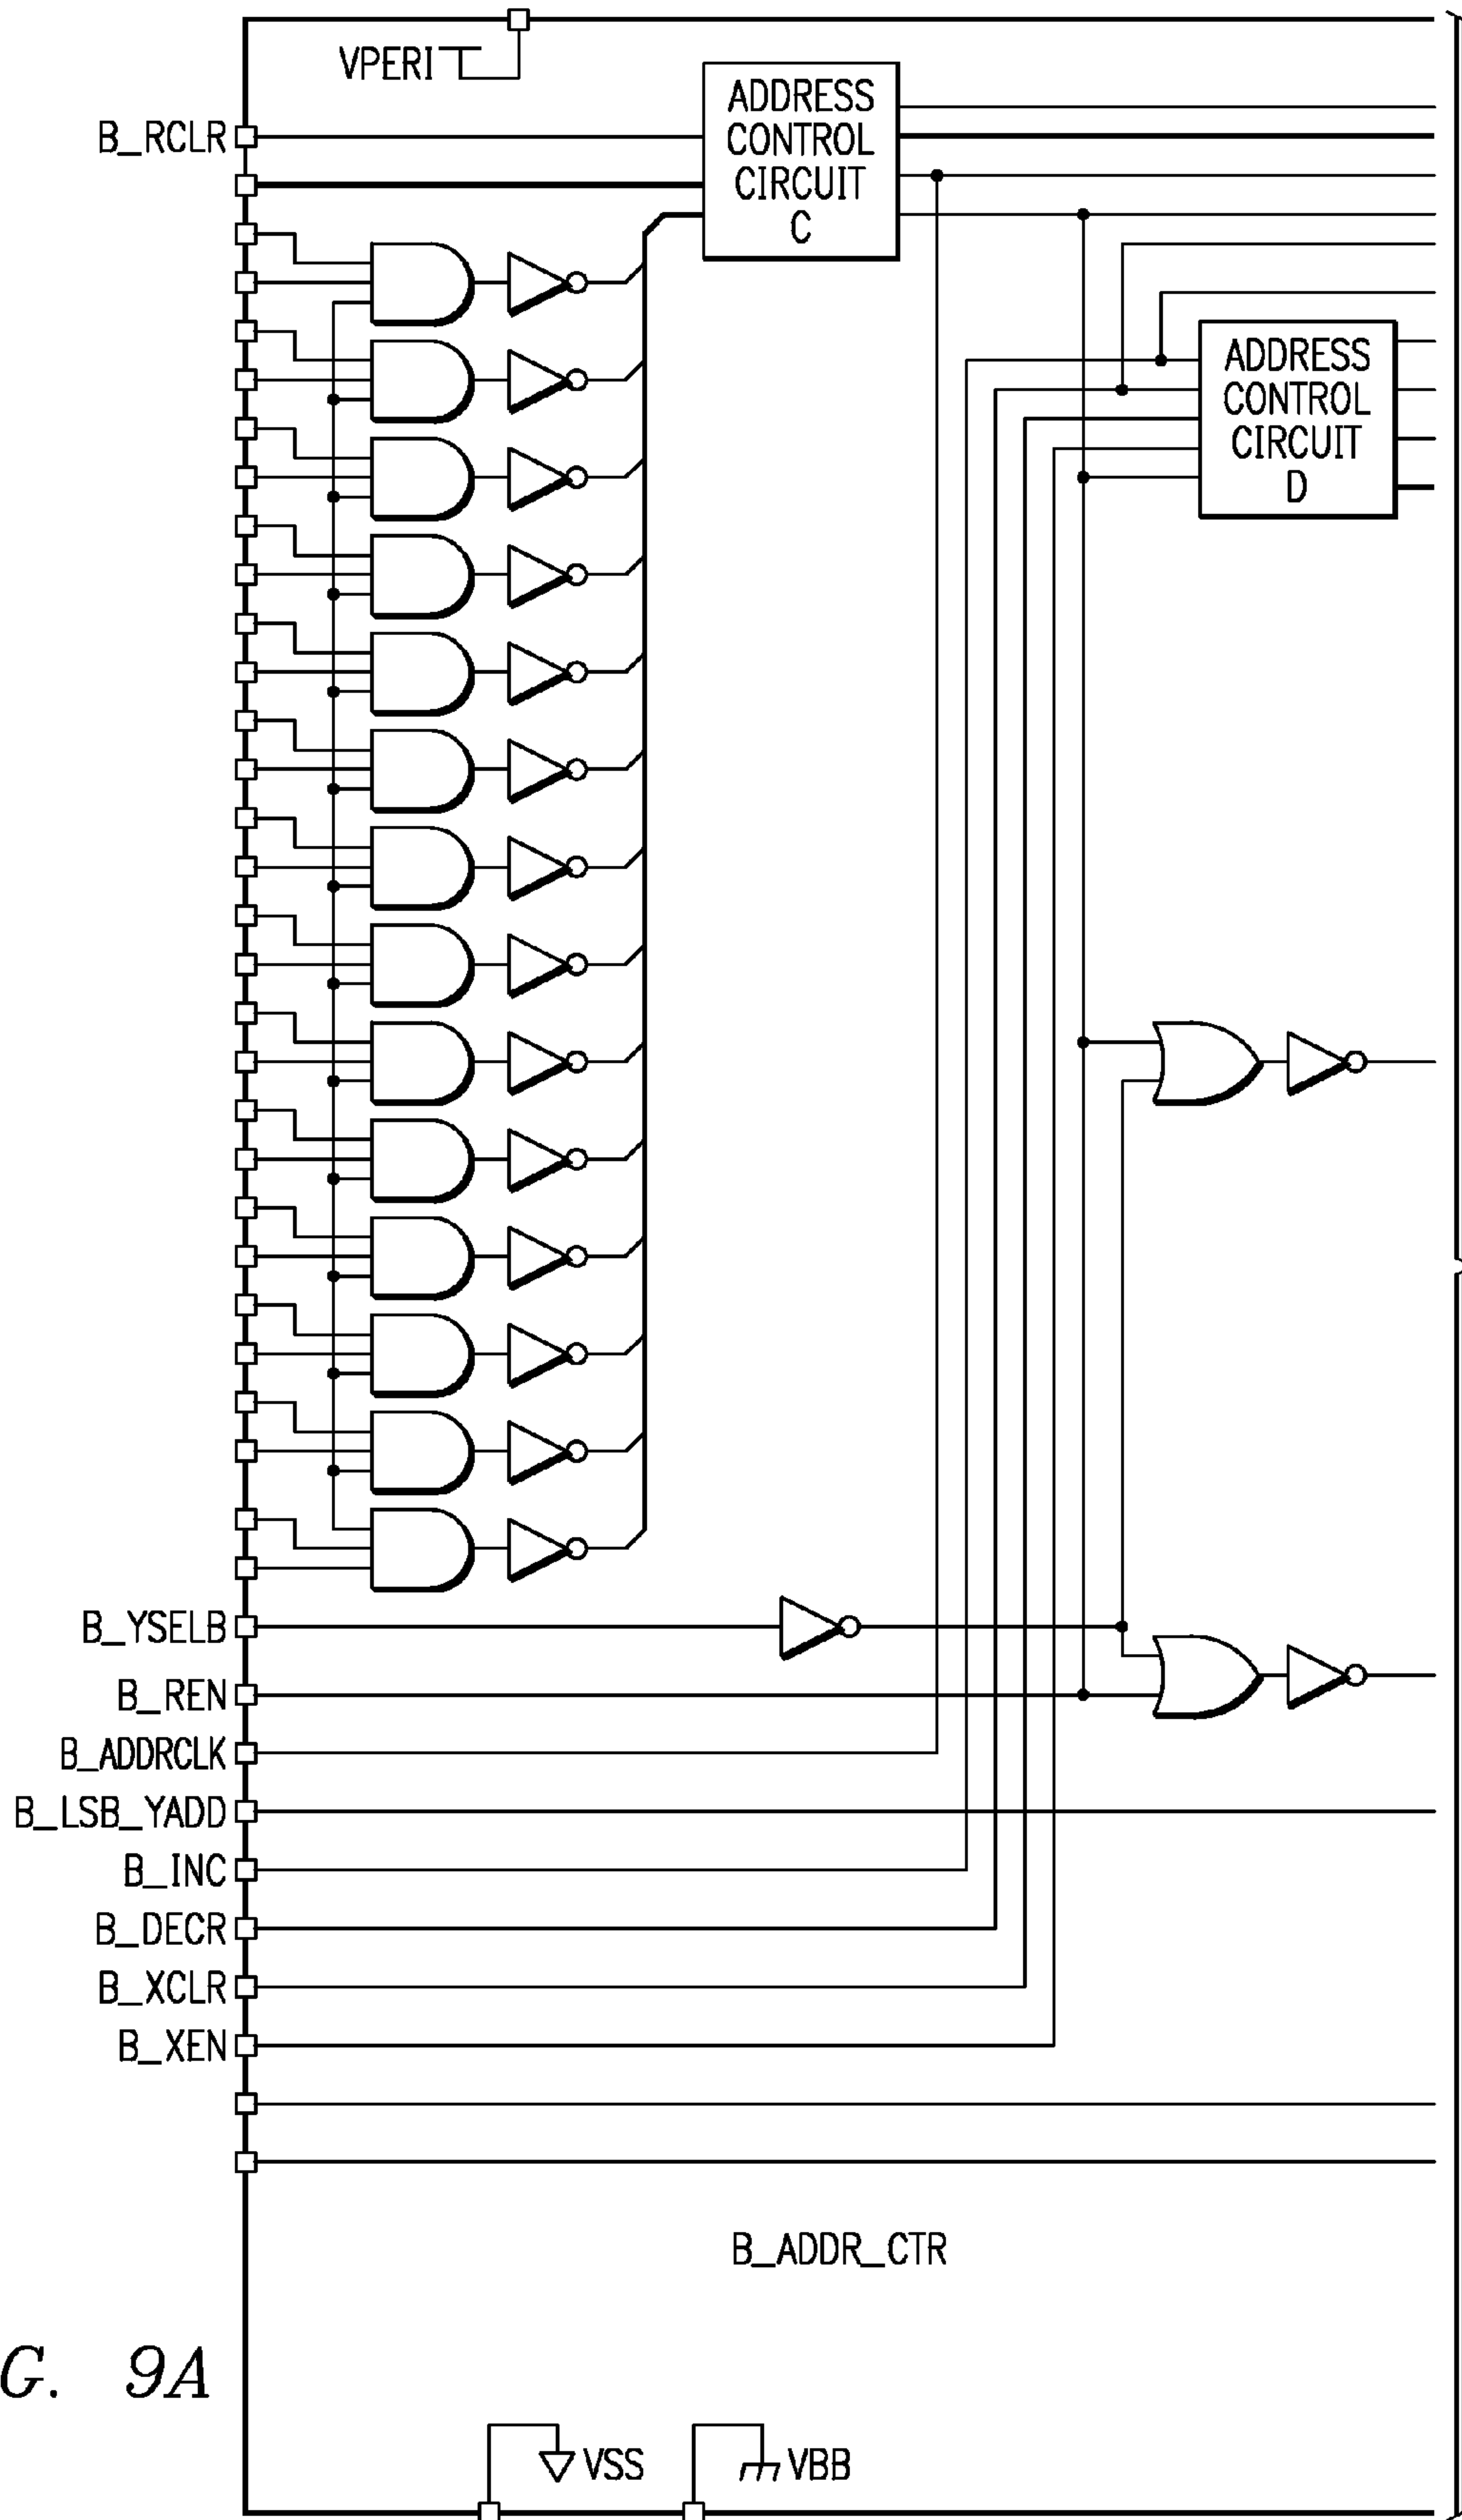 VPERI
B_RCLR
ADDRESS
CONTROL
CIRCUIT
C
ADDRESS
CONTROL
CIRCUIT
D
B_YSELB
B_REN
B_ADDRCLK
B_LSB_YADD
B_INC
B_DECR
B_XCLR
B_XEN
B_ADDR_CTR
G. 9A
VSS
VBB